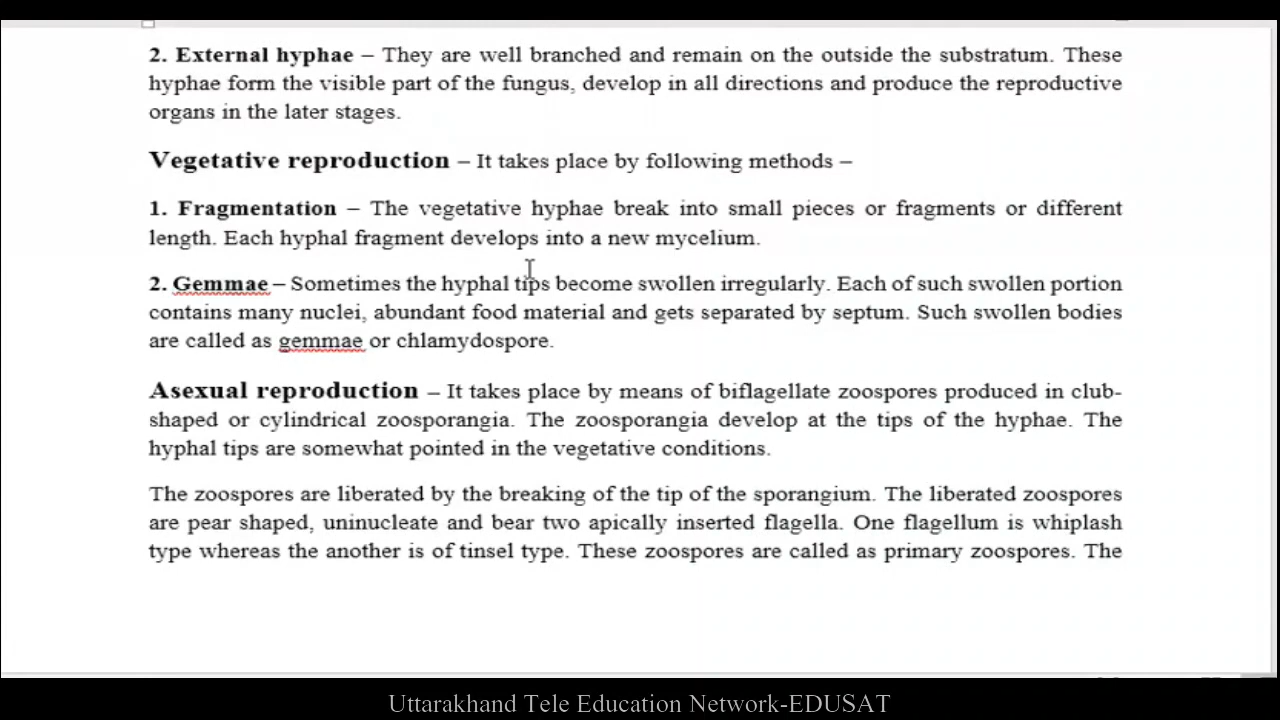 2. External hyphae – They are well branched and remain on the outside the substratum. These
hyphae form the visible part of the fungus, develop in all directions and produce the reproductive
organs in the later stages.
Vegetative reproduction – It takes place by following methods –
1. Fragmentation – The vegetative hyphae break into small pieces or fragments or different
length. Each hyphal fragment develops into a new mycelium.
2. Gemmae – Sometimes the hyphal tips become swollen irregularly. Each of such swollen portion
contains many nuclei, abundant food material and gets separated by septum. Such swollen bodies
are called as gemmae or chlamydospore.
Asexual reproduction – It takes place by means of biflagellate zoospores produced in club-
shaped or cylindrical zoosporangia. The zoosporangia develop at the tips of the hyphae. The
hyphal tips are somewhat pointed in the vegetative conditions.
The zoospores are liberated by the breaking of the tip of the sporangium. The liberated zoospores
are pear shaped, uninucleate and bear two apically inserted flagella. One flagellum is whiplash
type whereas the another is of tinsel type. These zoospores are called as primary zoospores. The
Uttarakhand Tele Education Network-EDUSAT